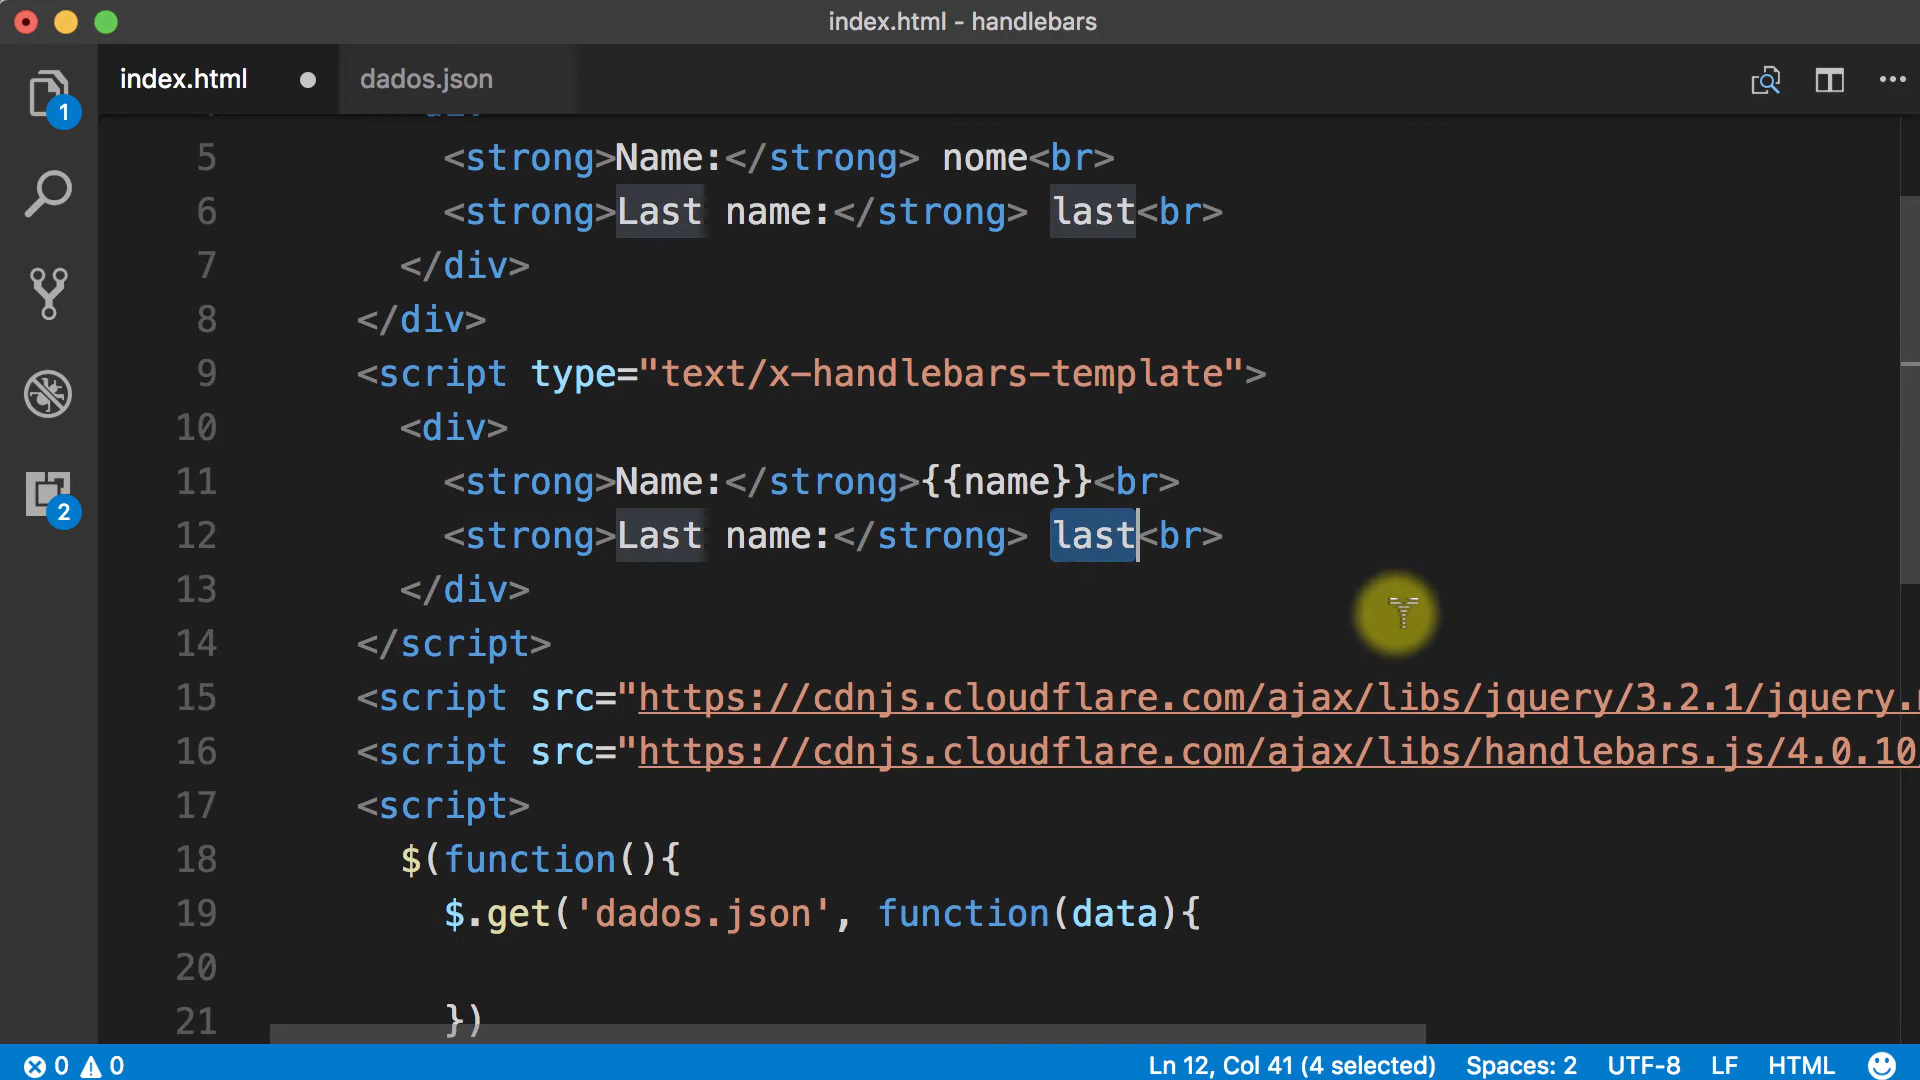 index.html - handlebars
index.html
dados.json
1
5 <strong>Name:</strong> nome<br>
6 <strong>Last name:</strong> last<br>
7 </div>
8 </div>
9 <script type="text/x-handlebars-template">
10 <div>
11 <strong>Name:</strong>{{name}}<br>
12 <strong>Last name:</strong> last<br>
2
13 </div>
14 </script>
15 <script src="https://cdnjs.cloudflare.com/ajax/libs/jquery/3.2.1/jquery.
16 <script src="https://cdnjs.cloudflare.com/ajax/libs/handlebars.js/4.0.10
17 <script>
18 $(function(){
19 $.get('dados.json', function(data){
20
21 })
0 0 Ln 12, Col 41 (4 selected) Spaces: 2 UTF-8 LF HTML